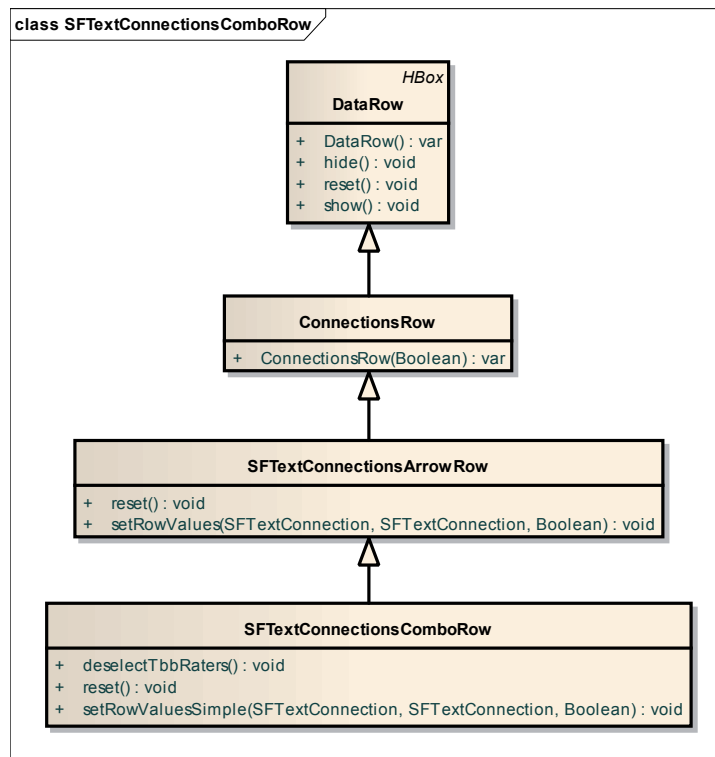 class SFTextConnectionsComboRow
HBox
DataRow
+ DataRow() : var
+ hide() : void
+ reset() : void
+ show() : void
ConnectionsRow
+ ConnectionsRow(Boolean) : var
SFTextConnectionsArrowRow
+ reset() : void
+ setRowValues(SFTextConnection, SFTextConnection, Boolean) : void
SFTextConnectionsComboRow
+ deselectTbbRaters() : void
+ reset() : void
+ setRowValuesSimple(SFTextConnection, SFTextConnection, Boolean) : void